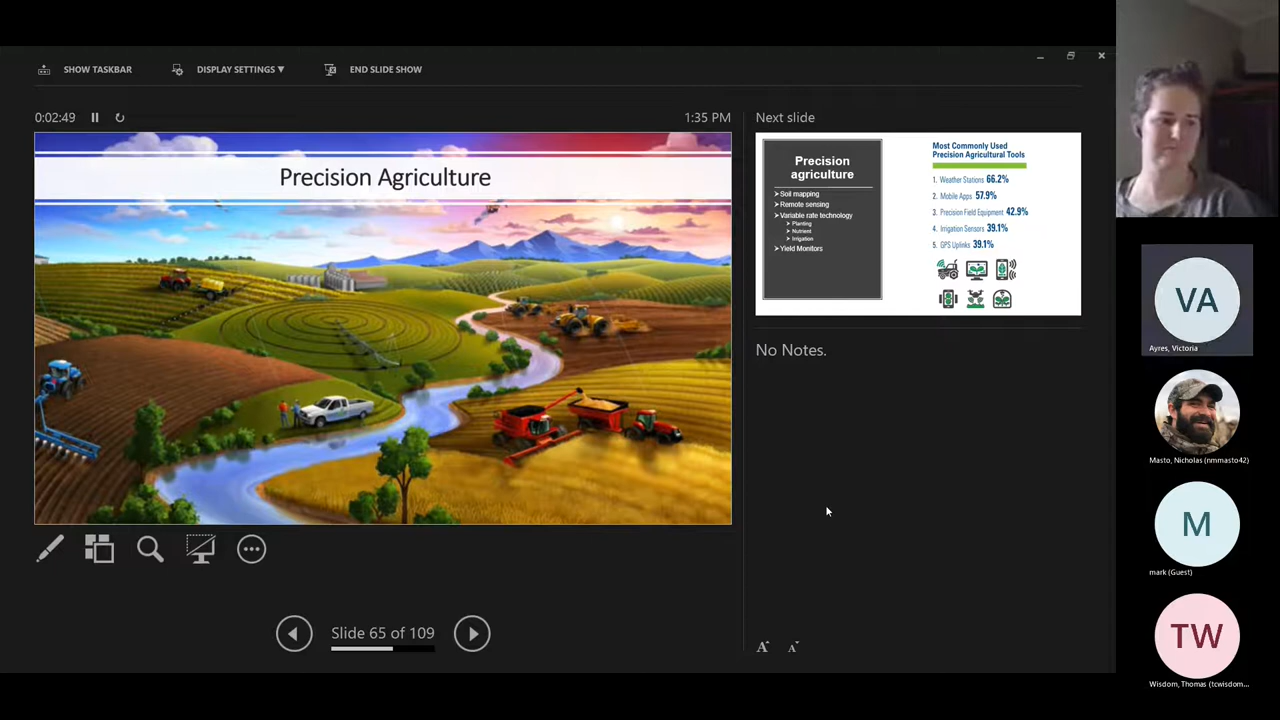 SHOW TASKBAR
DISPLAY SETTINGS ▼
END SLIDE SHOW
0:02:49
1:35 PM
Precision Agriculture
Next slide
Precision
agriculture
➢Soil mapping
➢Remote sensing
➢Variable rate technology
➢Planting
➢Nutrient
➢Irrigation
➢Yield Monitors
Most Commonly Used
Precision Agricultural Tools
1. Weather Stations 66.2%
2. Mobile Apps 57.9%
3. Precision Field Equipment 42.9%
4. Irrigation Sensors 39.1%
5. GPS Uplinks 39.1%
No Notes.
Slide 65 of 109
A A
VA
Ayres, Victoria
Masto, Nicholas (nmmasto42)
M
mark (Guest)
TW
Wisdom, Thomas (tcwisdom...